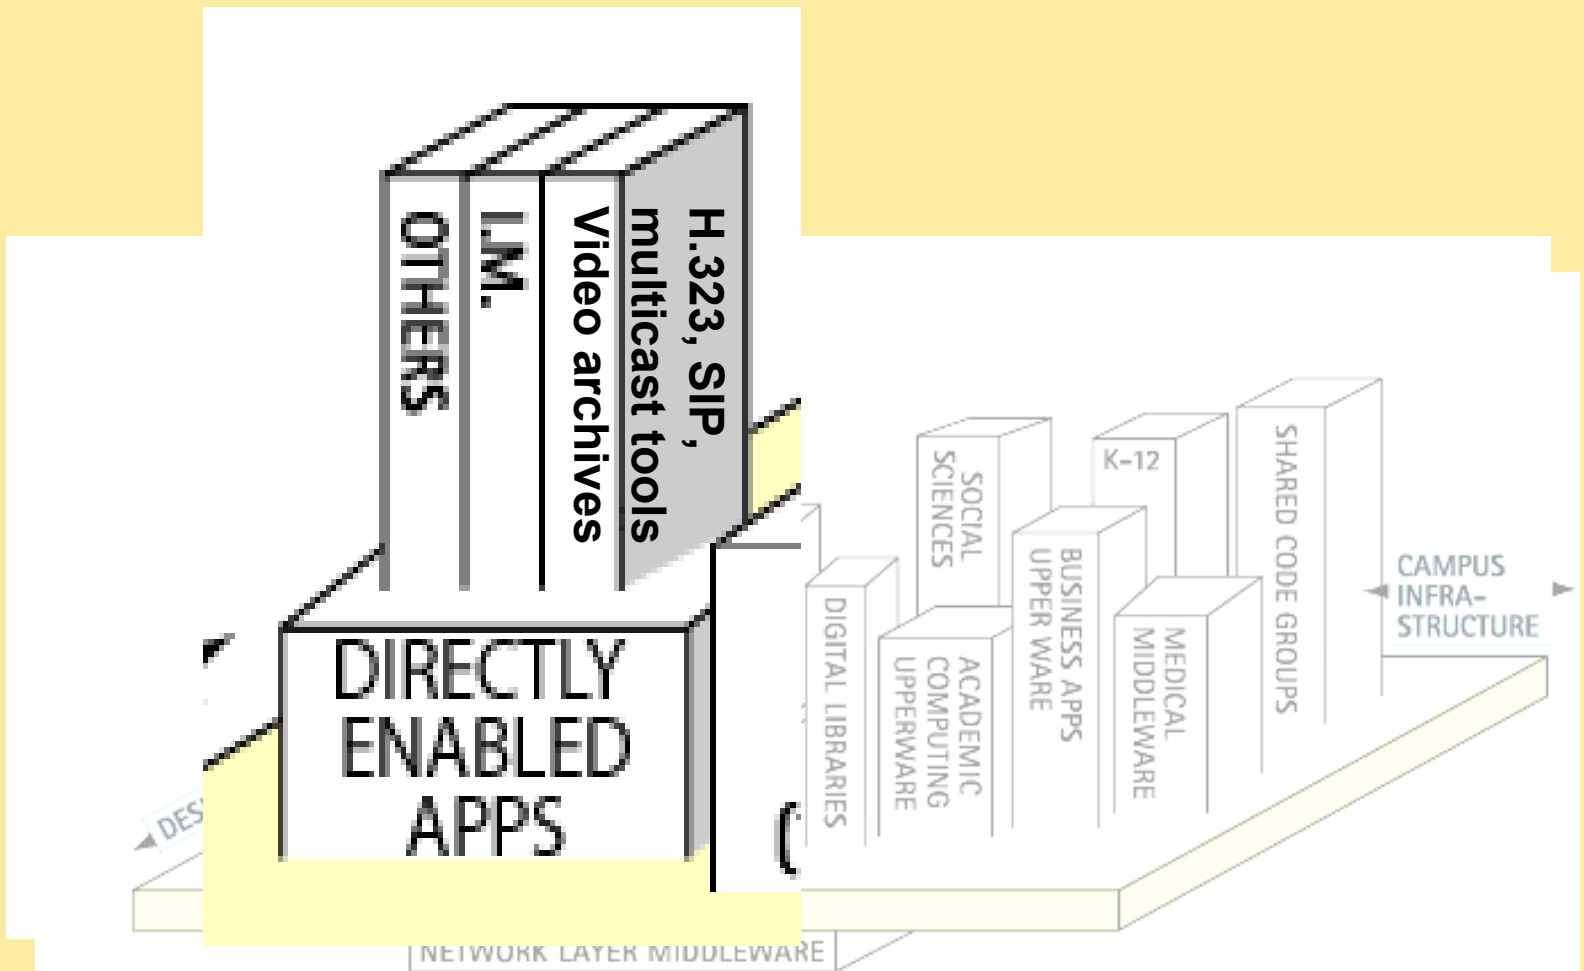 OTHERS
I.M.
Video archives
H.323, SIP,
multicast tools
DIRECTLY
ENABLED
APPS
SOCIAL
SCIENCES
K-12
SHARED CODE GROUPS
CAMPUS
INFRA-
STRUCTURE
DIGITAL LIBRARIES
ACADEMIC
COMPUTING
UPPERWARE
BUSINESS APPS
UPPER WARE
MEDICAL
MIDDLEWARE
NETWORK LAYER MIDDLEWARE